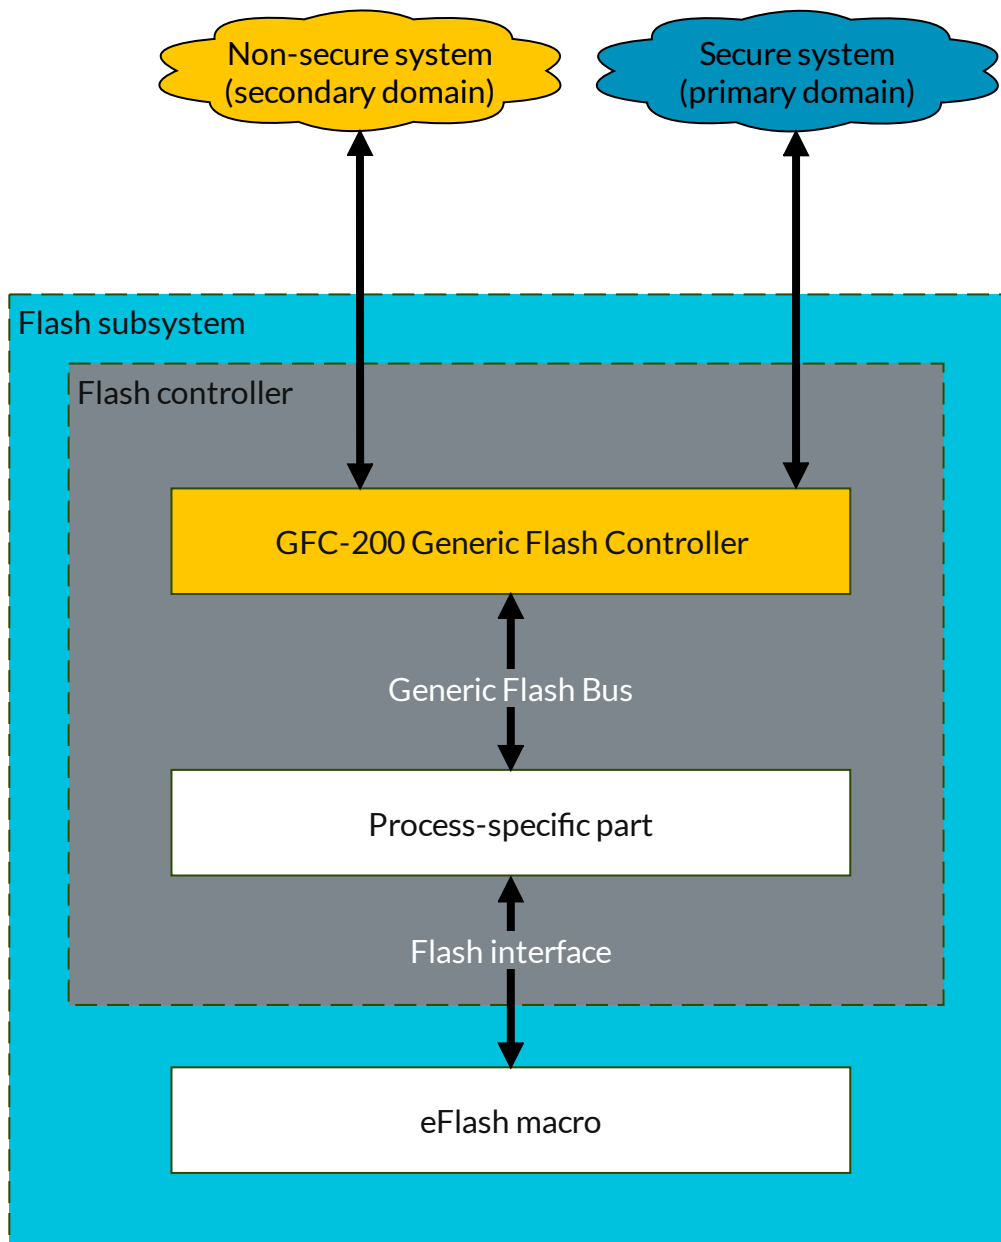 Non-secure system
(secondary domain)
Secure system
(primary domain)
Flash subsystem
Flash controller
GFC-200 Generic Flash Controller
Generic Flash Bus
Process-specific part
Flash interface
eFlash macro